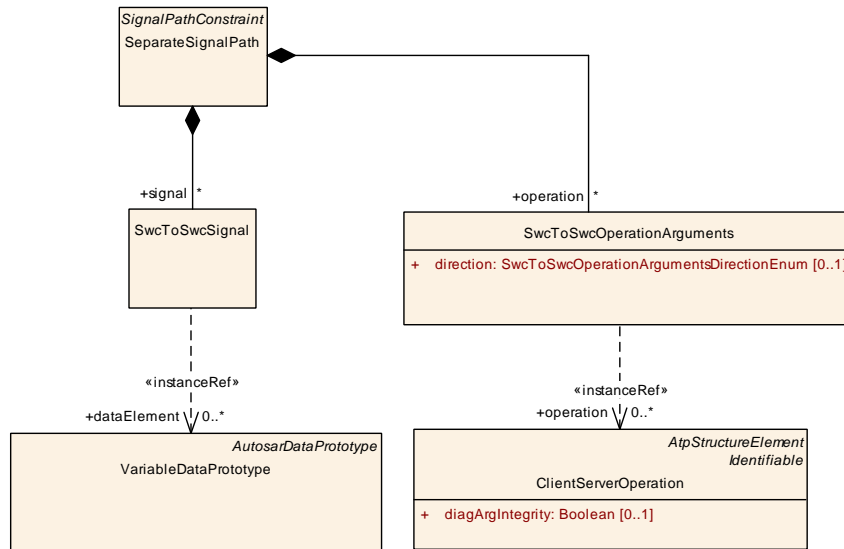 SignalPathConstraint
SeparateSignalPath
+signal *
+operation *
SwcToSwcSignal
SwcToSwcOperationArguments
+ direction: SwcToSwcOperationArgumentsDirectionEnum [0..1]
«instanceRef»
«instanceRef»
+dataElement 0..*
+operation 0..*
AutosarDataPrototype
VariableDataPrototype
AtpStructureElement
Identifiable
ClientServerOperation
+ diagArgIntegrity: Boolean [0..1]